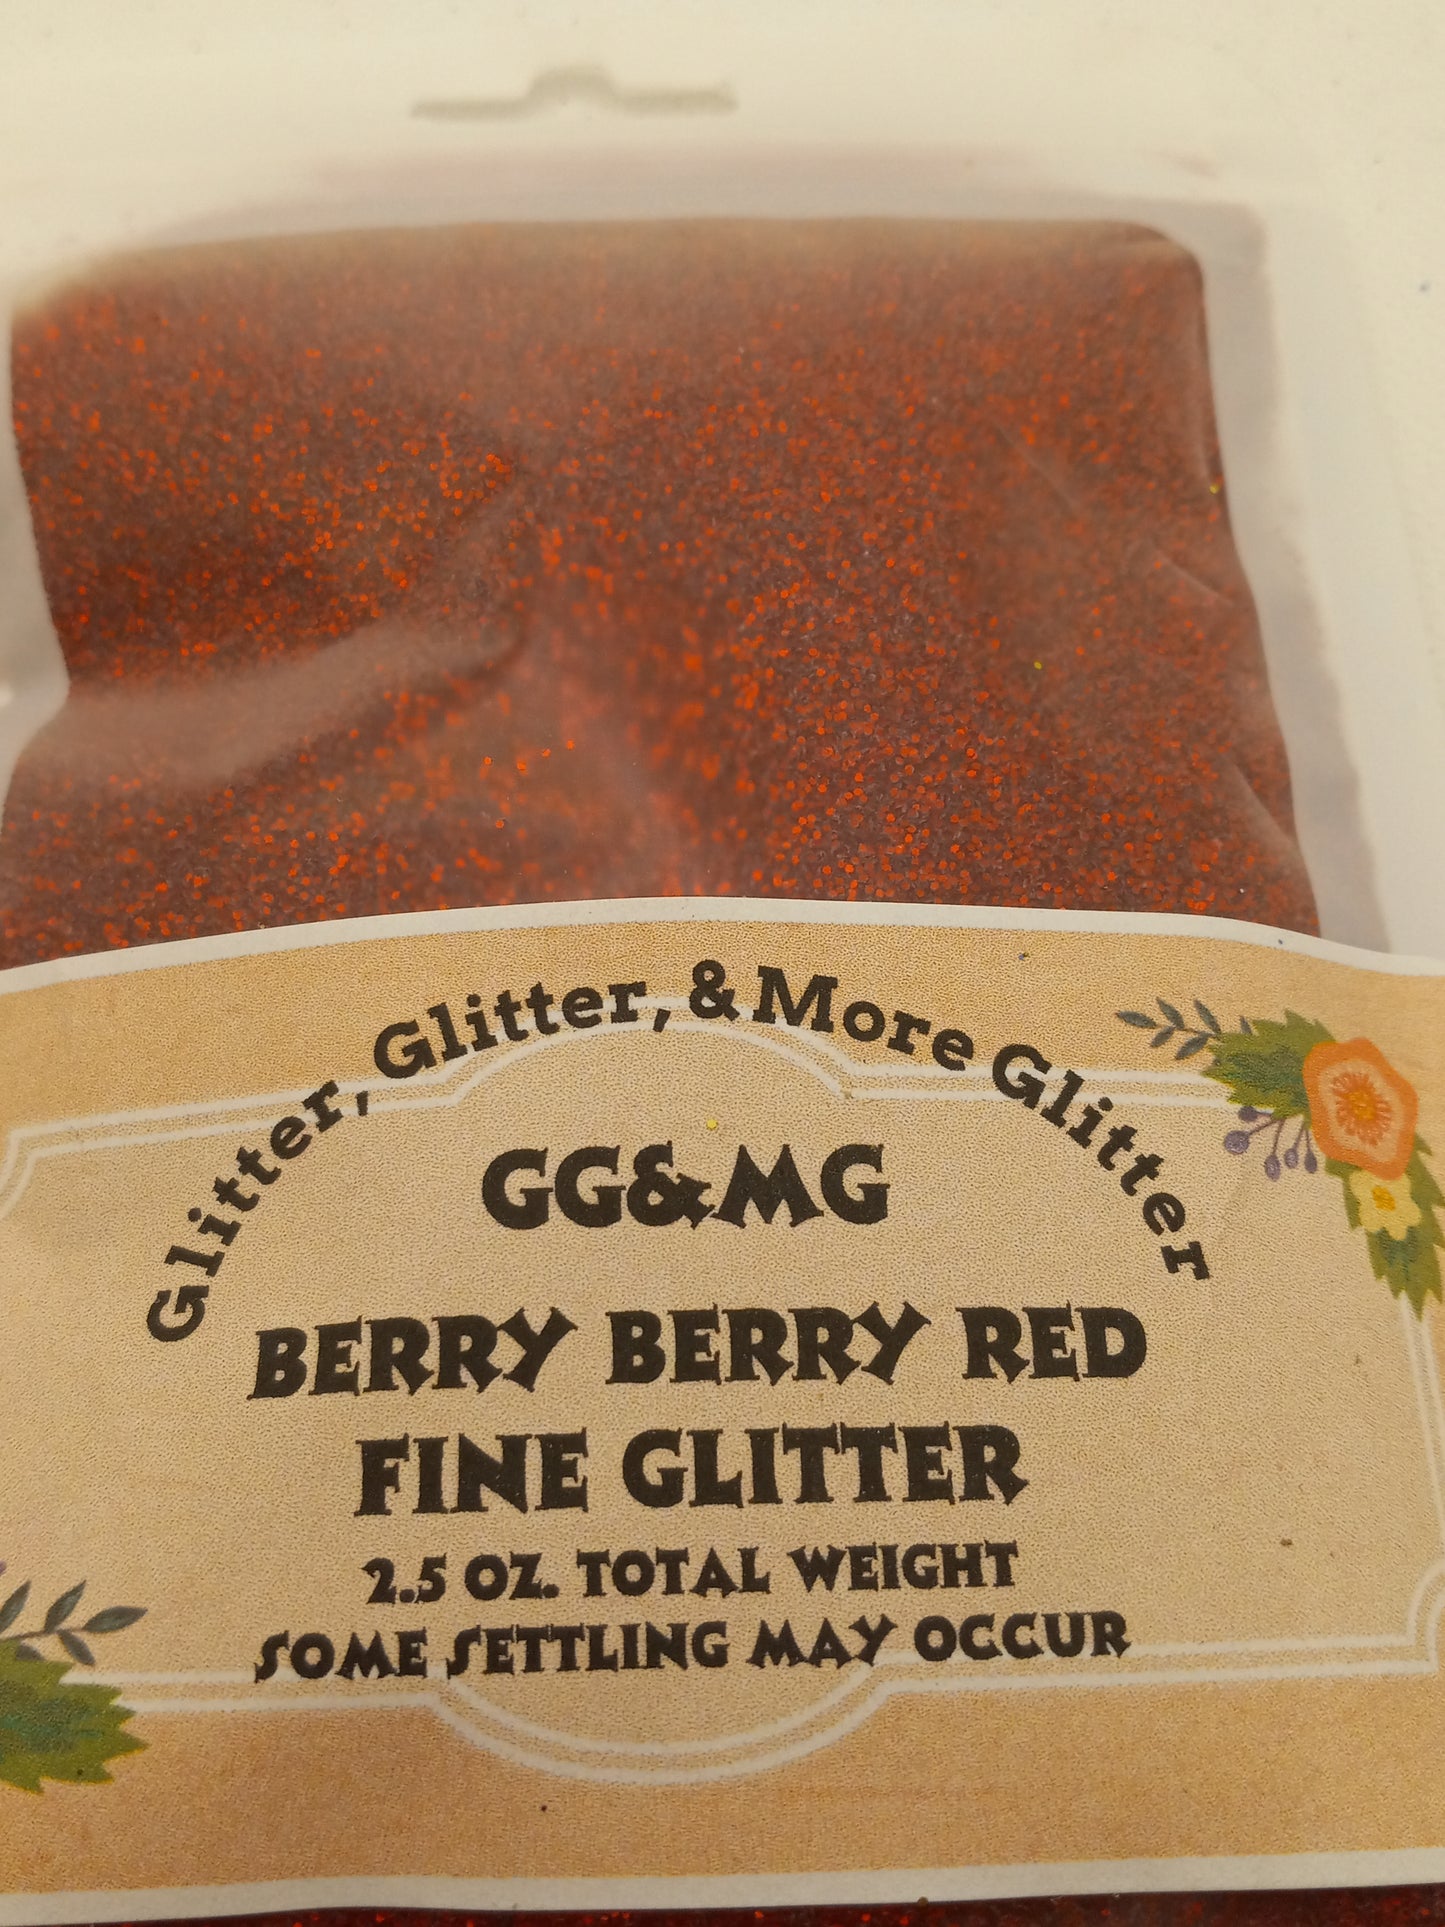 Glitter, Glitter, & More Glitter
GG&MG
BERRY BERRY RED
FINE GLITTER
2.5 OZ. TOTAL WEIGHT
SOME SETTLING MAY OCCUR